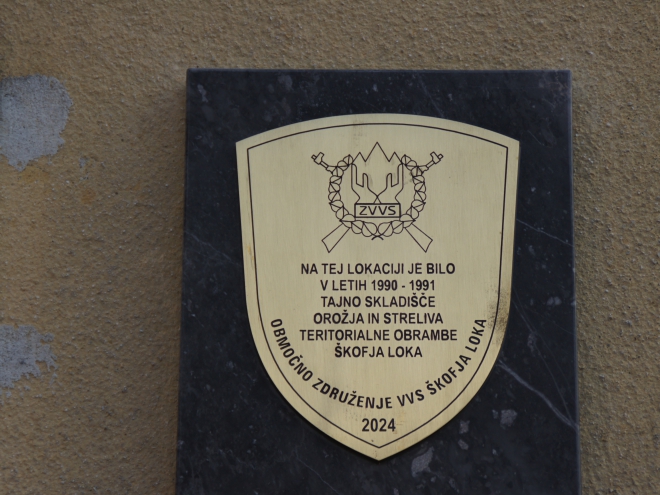 ZVVS
NA TEJ LOKACIJI JE BILO
V LETIH 1990 - 1991
TAJNO SKLADIŠČE
OROŽJA IN STRELIVA
TERITORIALNE OBRAMBE
ŠKOFJA LOKA
OBMOČNO ZDRUŽENJE VVS ŠKOFJA LOKA
2024